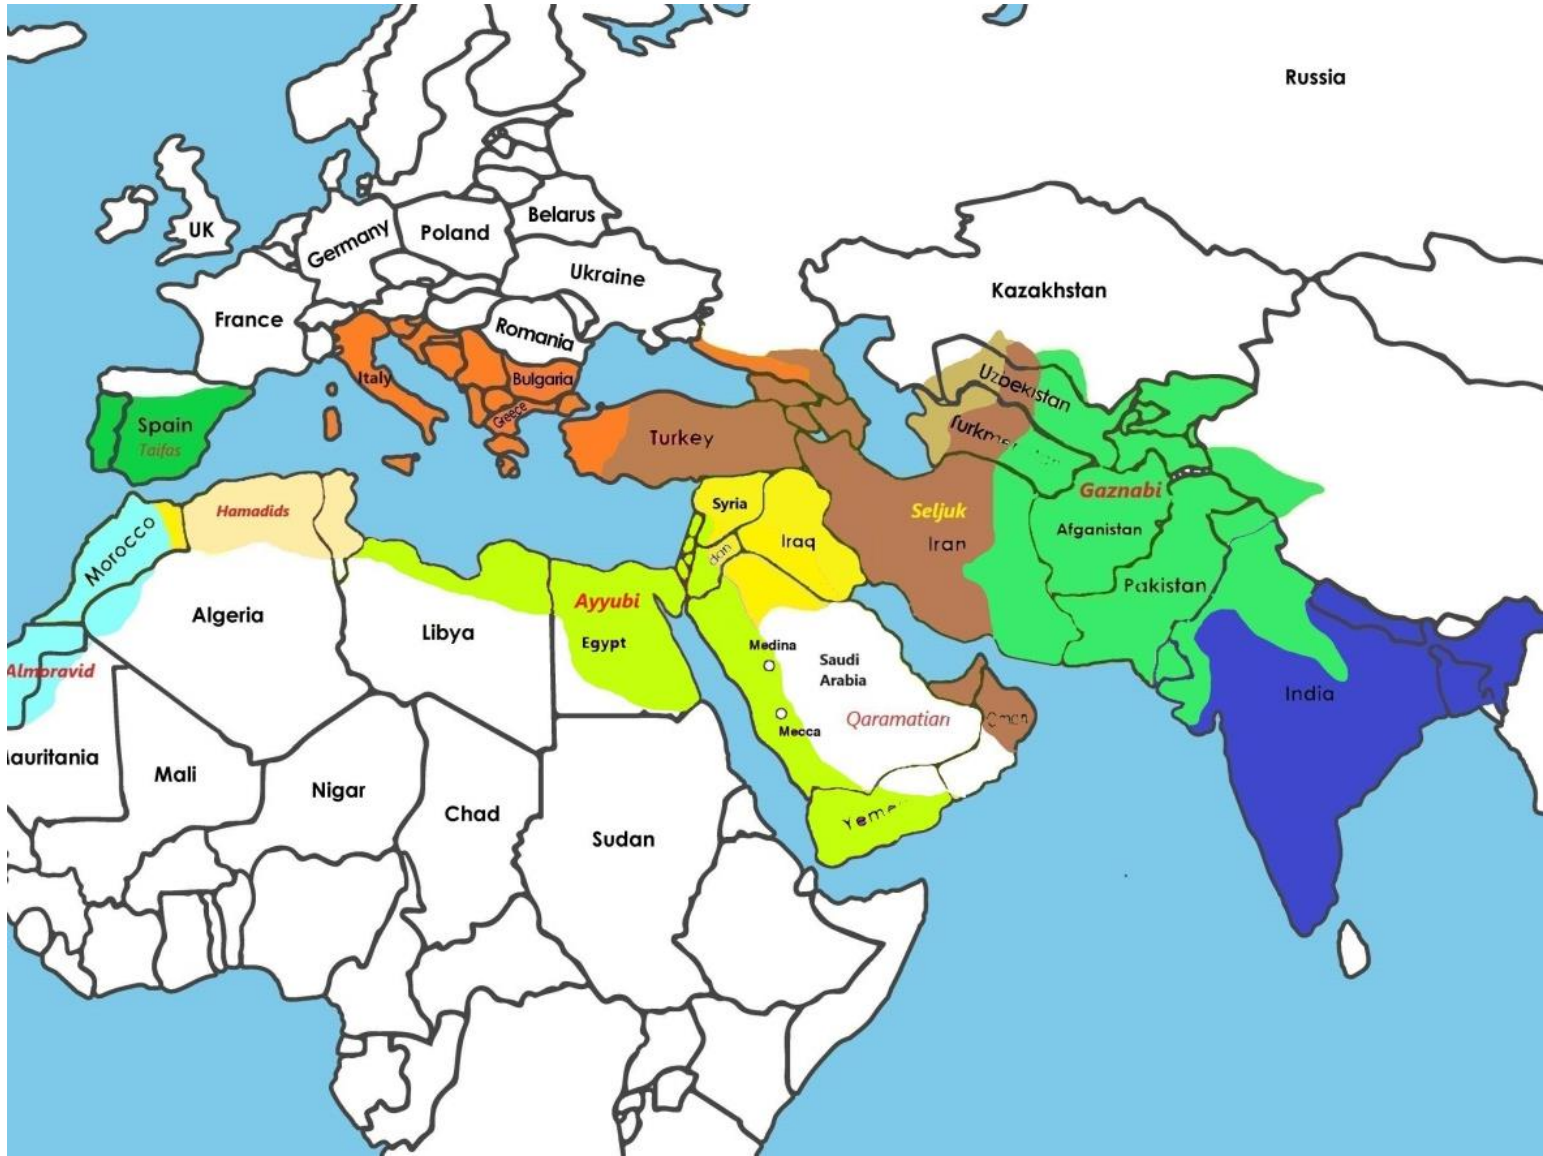 Russia
Belarus
UK
Germany
Poland
Ukraine
Kazakhstan
France
Romania
Italy
Bulgaria
Uzbekistan
Greece
Spain
Taifas
Turkey
Gaznabi
Syria
Hamadids
Seljuk
Morocco
Iraq
Iran
Afganistan
Pakistan
Ayyubi
Algeria
Libya
Egypt
Medina
Saudi
Arabia
Almoravid
India
Qaramatian
Oman
Mecca
Mali
Nigar
Chad
Sudan